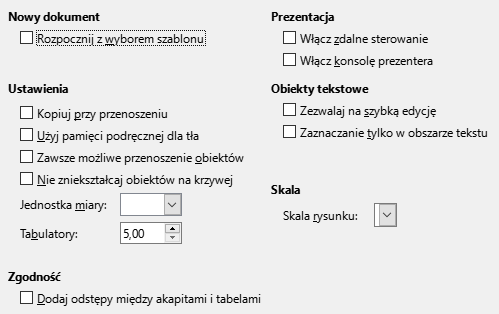 Nowy dokument
Rozpocznij z wyborem szablonu
Prezentacja
Włącz zdalne sterowanie
Włącz konsolę prezentera
Ustawienia
Kopiuj przy przenoszeniu
Użyj pamięci podręcznej dla tła
Zawsze możliwe przenoszenie obiektów
Nie zniekształcaj obiektów na krzywej
Jednostka miary:
Tabulatory: 5,00
Obiekty tekstowe
Zezwalaj na szybką edycję
Zaznaczanie tylko w obszarze tekstu
Skala
Skala rysunku:
Zgodność
Dodaj odstępy między akapitami i tabelami